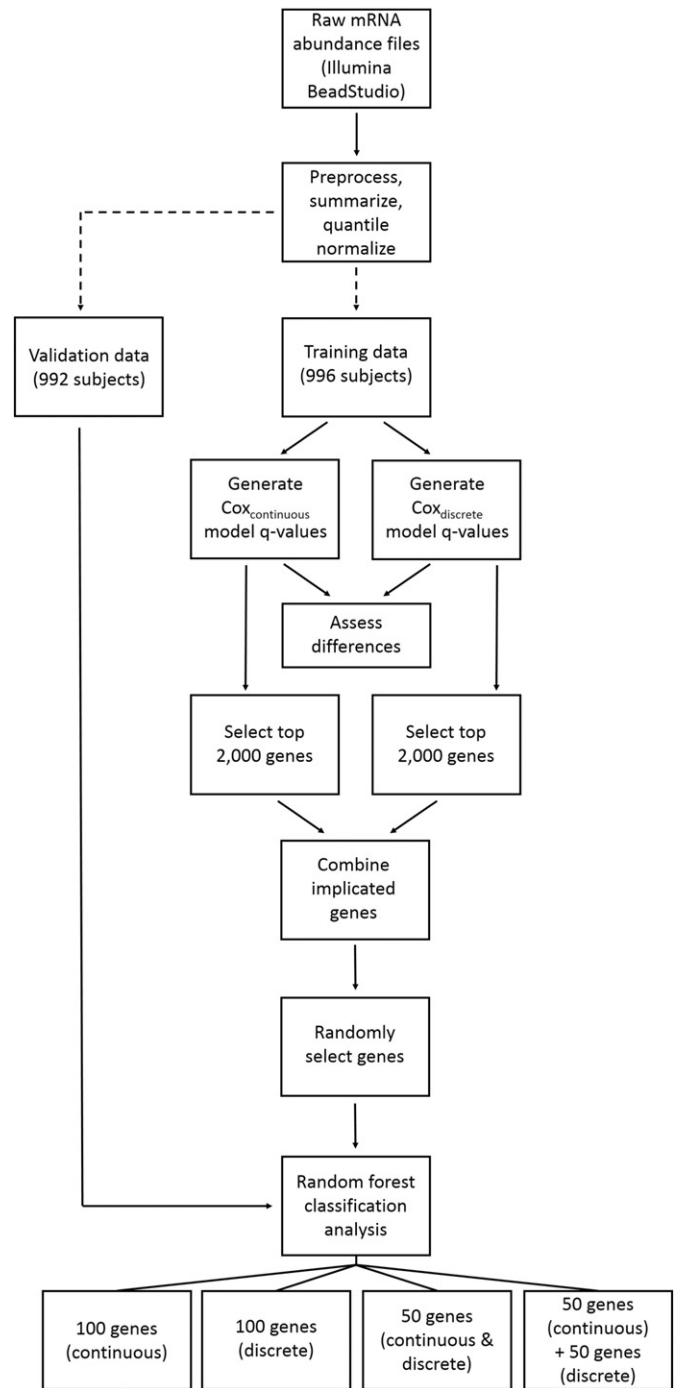 Raw mRNA
abundance files
(Illumina
BeadStudio)
Preprocess,
summarize,
quantile
normalize
Validation data
(992 subjects)
Training data
(996 subjects)
Generate
Coxcontinuous
model q-values
Generate
Coxdiscrete
model q-values
Assess
differences
Select top
2,000 genes
Select top
2,000 genes
Combine
implicated
genes
Randomly
select genes
Random forest
classification
analysis
100 genes
(continuous)
100 genes
(discrete)
50 genes
(continuous &
discrete)
50 genes
(continuous)
+ 50 genes
(discrete)